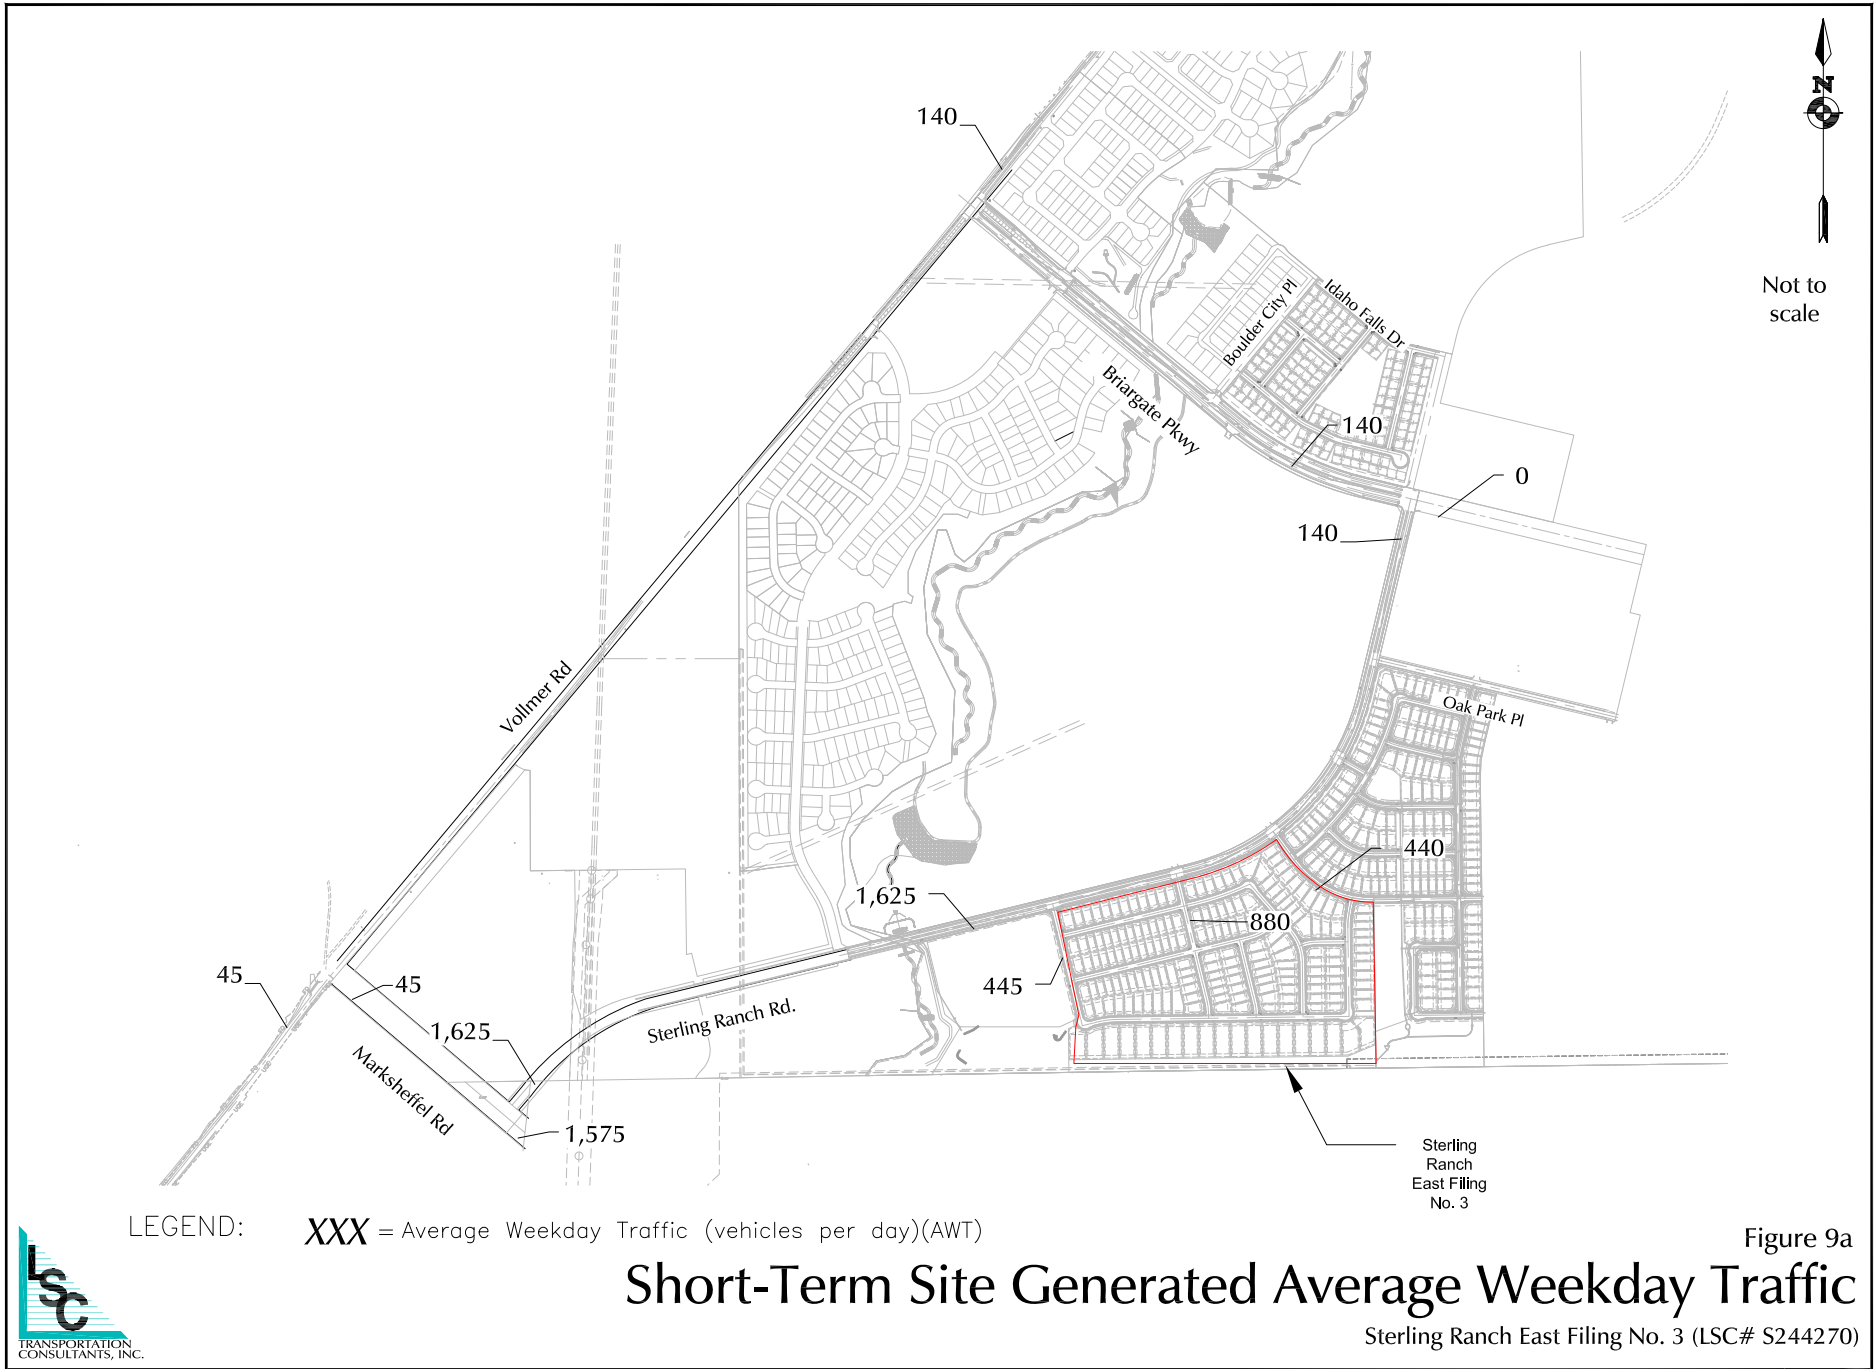 140
N
Not to
scale
Boulder City Pl
Idaho Falls Dr
Briargate Pkwy
140
0
140
Vollmer Rd
Oak Park Pl
440
1,625
880
45
45
445
1,625
Sterling Ranch Rd.
Marksheffel Rd
1,575
Sterling
Ranch
East Filing
No. 3
LEGEND:
XXX = Average Weekday Traffic (vehicles per day)(AWT)
Figure 9a
Short-Term Site Generated Average Weekday Traffic
Sterling Ranch East Filing No. 3 (LSC# S244270)
LSC
TRANSPORTATION
CONSULTANTS, INC.